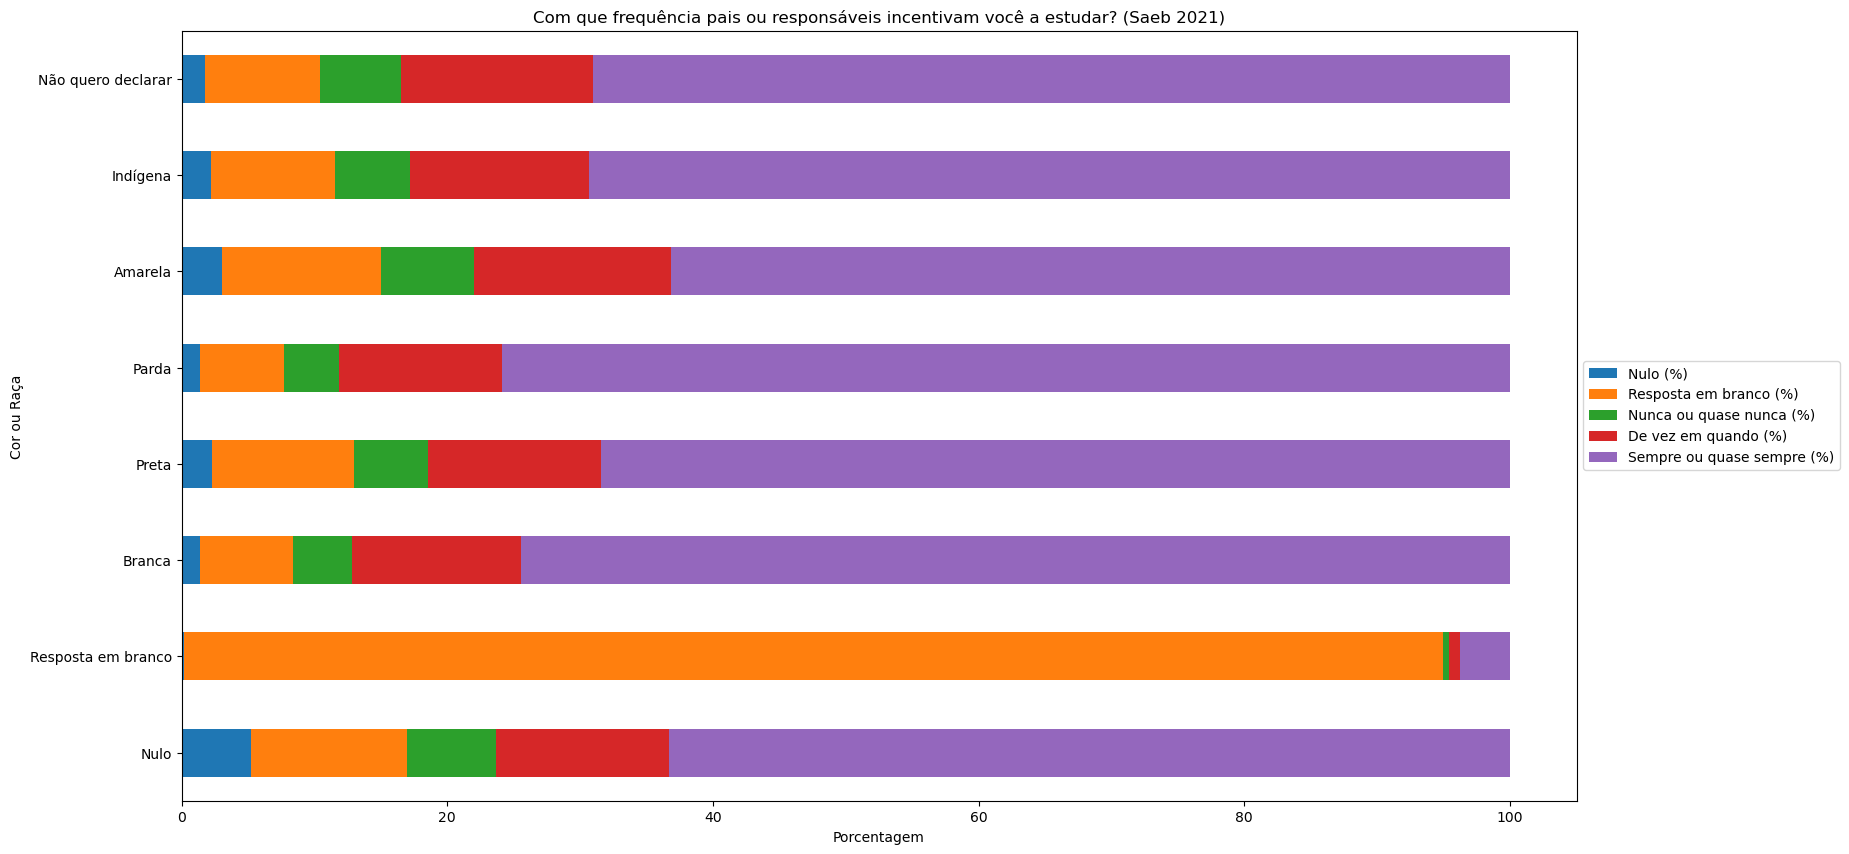 Com que frequência pais ou responsáveis incentivam você a estudar? (Saeb 2021)
Cor ou Raça
Não quero declarar
Indígena
Amarela
Parda
Preta
Branca
Resposta em branco
Nulo
0
20
40
60
80
100
Porcentagem
Nulo (%)
Resposta em branco (%)
Nunca ou quase nunca (%)
De vez em quando (%)
Sempre ou quase sempre (%)